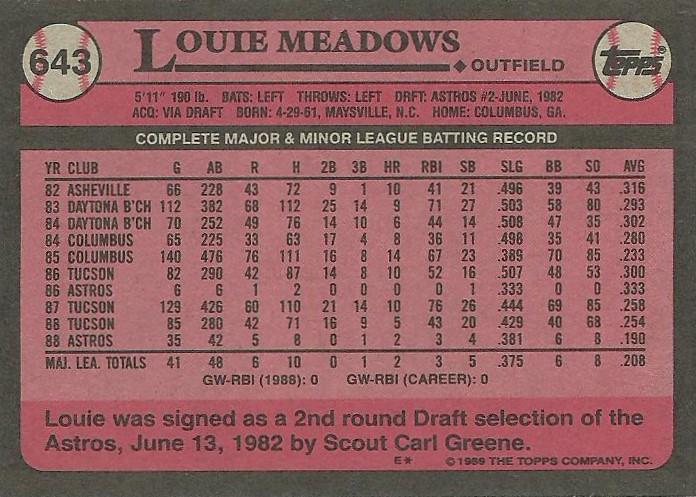 643 LOUIE MEADOWS OUTFIELD topps®
5'11" 190 lb. BATS: LEFT THROWS: LEFT DRFT: ASTROS #2-JUNE, 1982
ACQ: VIA DRAFT BORN: 4-29-61, MAYSVILLE, N.C. HOME: COLUMBUS, GA.
COMPLETE MAJOR & MINOR LEAGUE BATTING RECORD
YR CLUB G AB R H 2B 3B HR RBI SB SLG BB SO AVG
82 ASHEVILLE 66 228 43 72 9 1 10 41 21 .496 39 43 .316
83 DAYTONA B'CH 112 382 68 112 25 14 9 71 27 .503 58 80 .293
84 DAYTONA B'CH 70 252 49 76 14 10 6 44 14 .508 47 35 .302
84 COLUMBUS 65 225 33 63 17 4 8 36 11 .498 35 41 .280
85 COLUMBUS 140 476 76 111 16 8 14 67 23 .389 70 85 .233
86 TUCSON 82 290 42 87 14 8 10 52 16 .507 48 53 .300
86 ASTROS 6 6 1 2 0 0 0 0 1 .333 0 0 .333
87 TUCSON 129 426 60 110 21 14 10 76 26 .444 69 85 .258
88 TUCSON 85 280 42 71 16 9 5 43 20 .429 40 68 .254
88 ASTROS 35 42 5 8 0 1 2 3 4 .381 6 8 .190
MAJ. LEA. TOTALS 41 48 6 10 0 1 2 3 5 .375 6 8 .208
GW-RBI (1988): 0 GW-RBI (CAREER): 0
Louie was signed as a 2nd round Draft selection of the
Astros, June 13, 1982 by Scout Carl Greene.
E* © 1989 THE TOPPS COMPANY, INC.